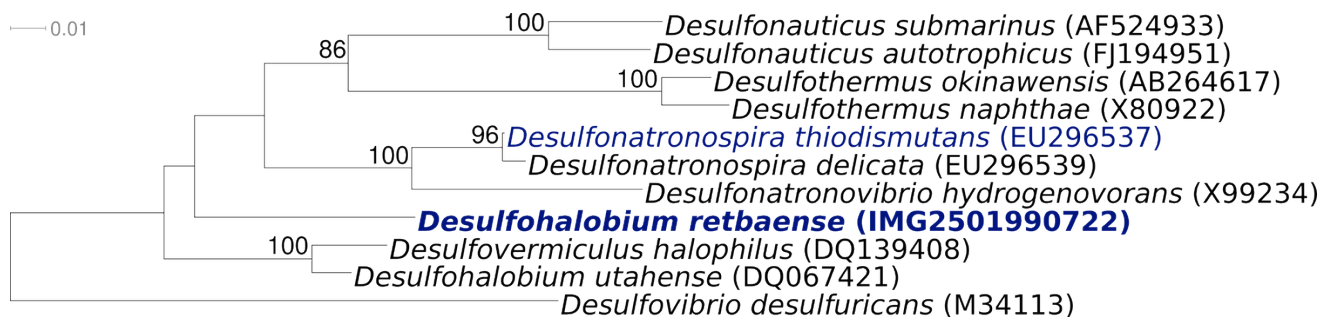 0.01
100
Desulfonauticus submarinus (AF524933)
86
Desulfonauticus autotrophicus (FJ194951)
100
Desulfothermus okinawensis (AB264617)
Desulfothermus naphthae (X80922)
96
Desulfonatronospira thiodismutans (EU296537)
100
Desulfonatronospira delicata (EU296539)
Desulfonatronovibrio hydrogenovorans (X99234)
Desulfohalobium retbaense (IMG2501990722)
100
Desulfovermiculus halophilus (DQ139408)
Desulfohalobium utahense (DQ067421)
Desulfovibrio desulfuricans (M34113)